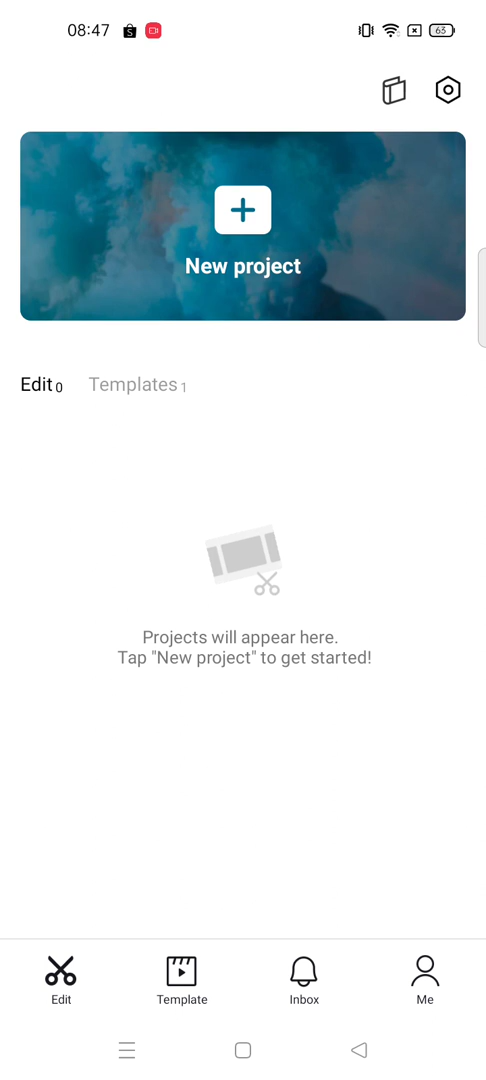 08:47
63
New project
Edit 0 Templates 1
Projects will appear here.
Tap "New project" to get started!
Edit Template Inbox Me